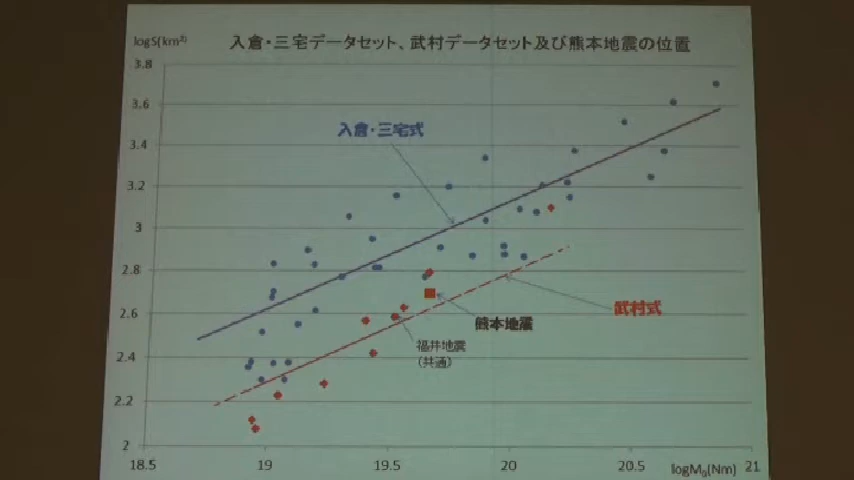 logS(km²)
入倉・三宅データセット、武村データセット及び熊本地震の位置
3.8
3.6
3.4
3.2
3
2.8
2.6
2.4
2.2
2
入倉・三宅式
武村式
熊本地震
福井地震
(共通)
18.5
19
19.5
20
20.5
21
logM₀(Nm)